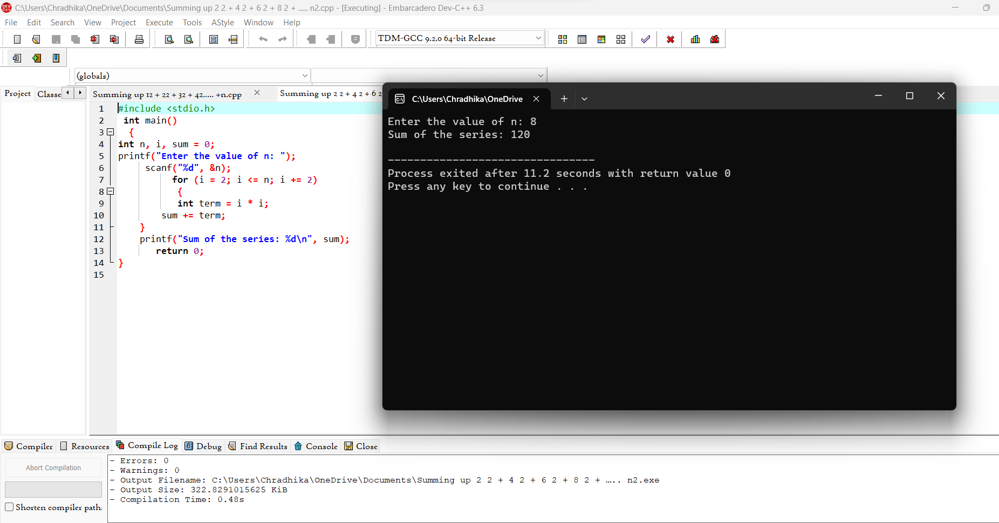 C:\Users\Chradhika\OneDrive\Documents\Summing up 2 2 + 4 2 + 6 2 + 8 2 + ..... n2.cpp - [Executing] - Embarcadero Dev-C++ 6.3
File Edit Search View Project Execute Tools AStyle Window Help
TDM-GCC 9.2.0 64-bit Release
(globals)
Project Classe
Summing up 12 + 22 + 32 + 42..... +n.cpp
Summing up 2 2 + 4 2 + 6 2
1 #include <stdio.h>
2 int main()
3 {
4 int n, i, sum = 0;
5 printf("Enter the value of n: ");
6 scanf("%d", &n);
7 for (i = 2; i <= n; i += 2)
8 {
9 int term = i * i;
10 sum += term;
11 }
12 printf("Sum of the series: %d\n", sum);
13 return 0;
14 }
15
C:\Users\Chradhika\OneDrive
Enter the value of n: 8
Sum of the series: 120
--------------------------------
Process exited after 11.2 seconds with return value 0
Press any key to continue . . .
Compiler Resources Compile Log Debug Find Results Console Close
Abort Compilation
Shorten compiler path
- Errors: 0
- Warnings: 0
- Output Filename: C:\Users\Chradhika\OneDrive\Documents\Summing up 2 2 + 4 2 + 6 2 + 8 2 + ….. n2.exe
- Output Size: 322.8291015625 KiB
- Compilation Time: 0.48s